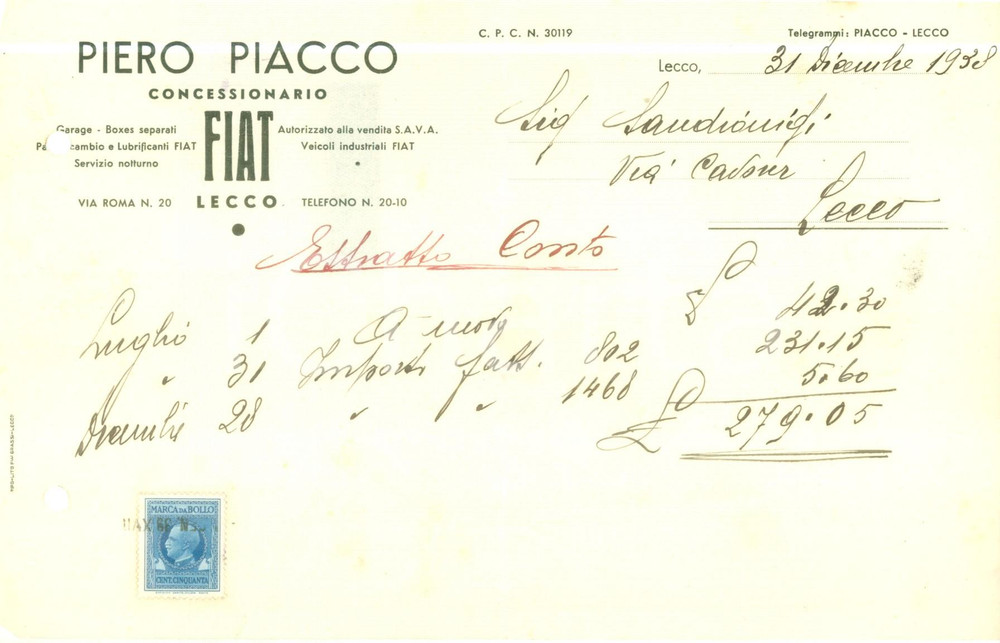 C. P. C. N. 30119
Telegrammi: PIACCO - LECCO
PIERO PIACCO
CONCESSIONARIO
FIAT
Garage - Boxes separati
cambio e Lubrificanti FIAT
Servizio notturno
Autorizzato alla vendita S.A.V.A.
Veicoli industriali FIAT
VIA ROMA N. 20 LECCO TELEFONO N. 20-10
Lecco, 31 Dicembre 1938
Sig Sandrionigi
Via Cadorna
Lecco
Estratto Conto
Luglio 1 A £ 42.30
" 31 Importo fatt. 802 231.15
Dicembre 28 " " 1468 5.60
£ 279.05
MARCA DA BOLLO
CENT. CINQUANTA